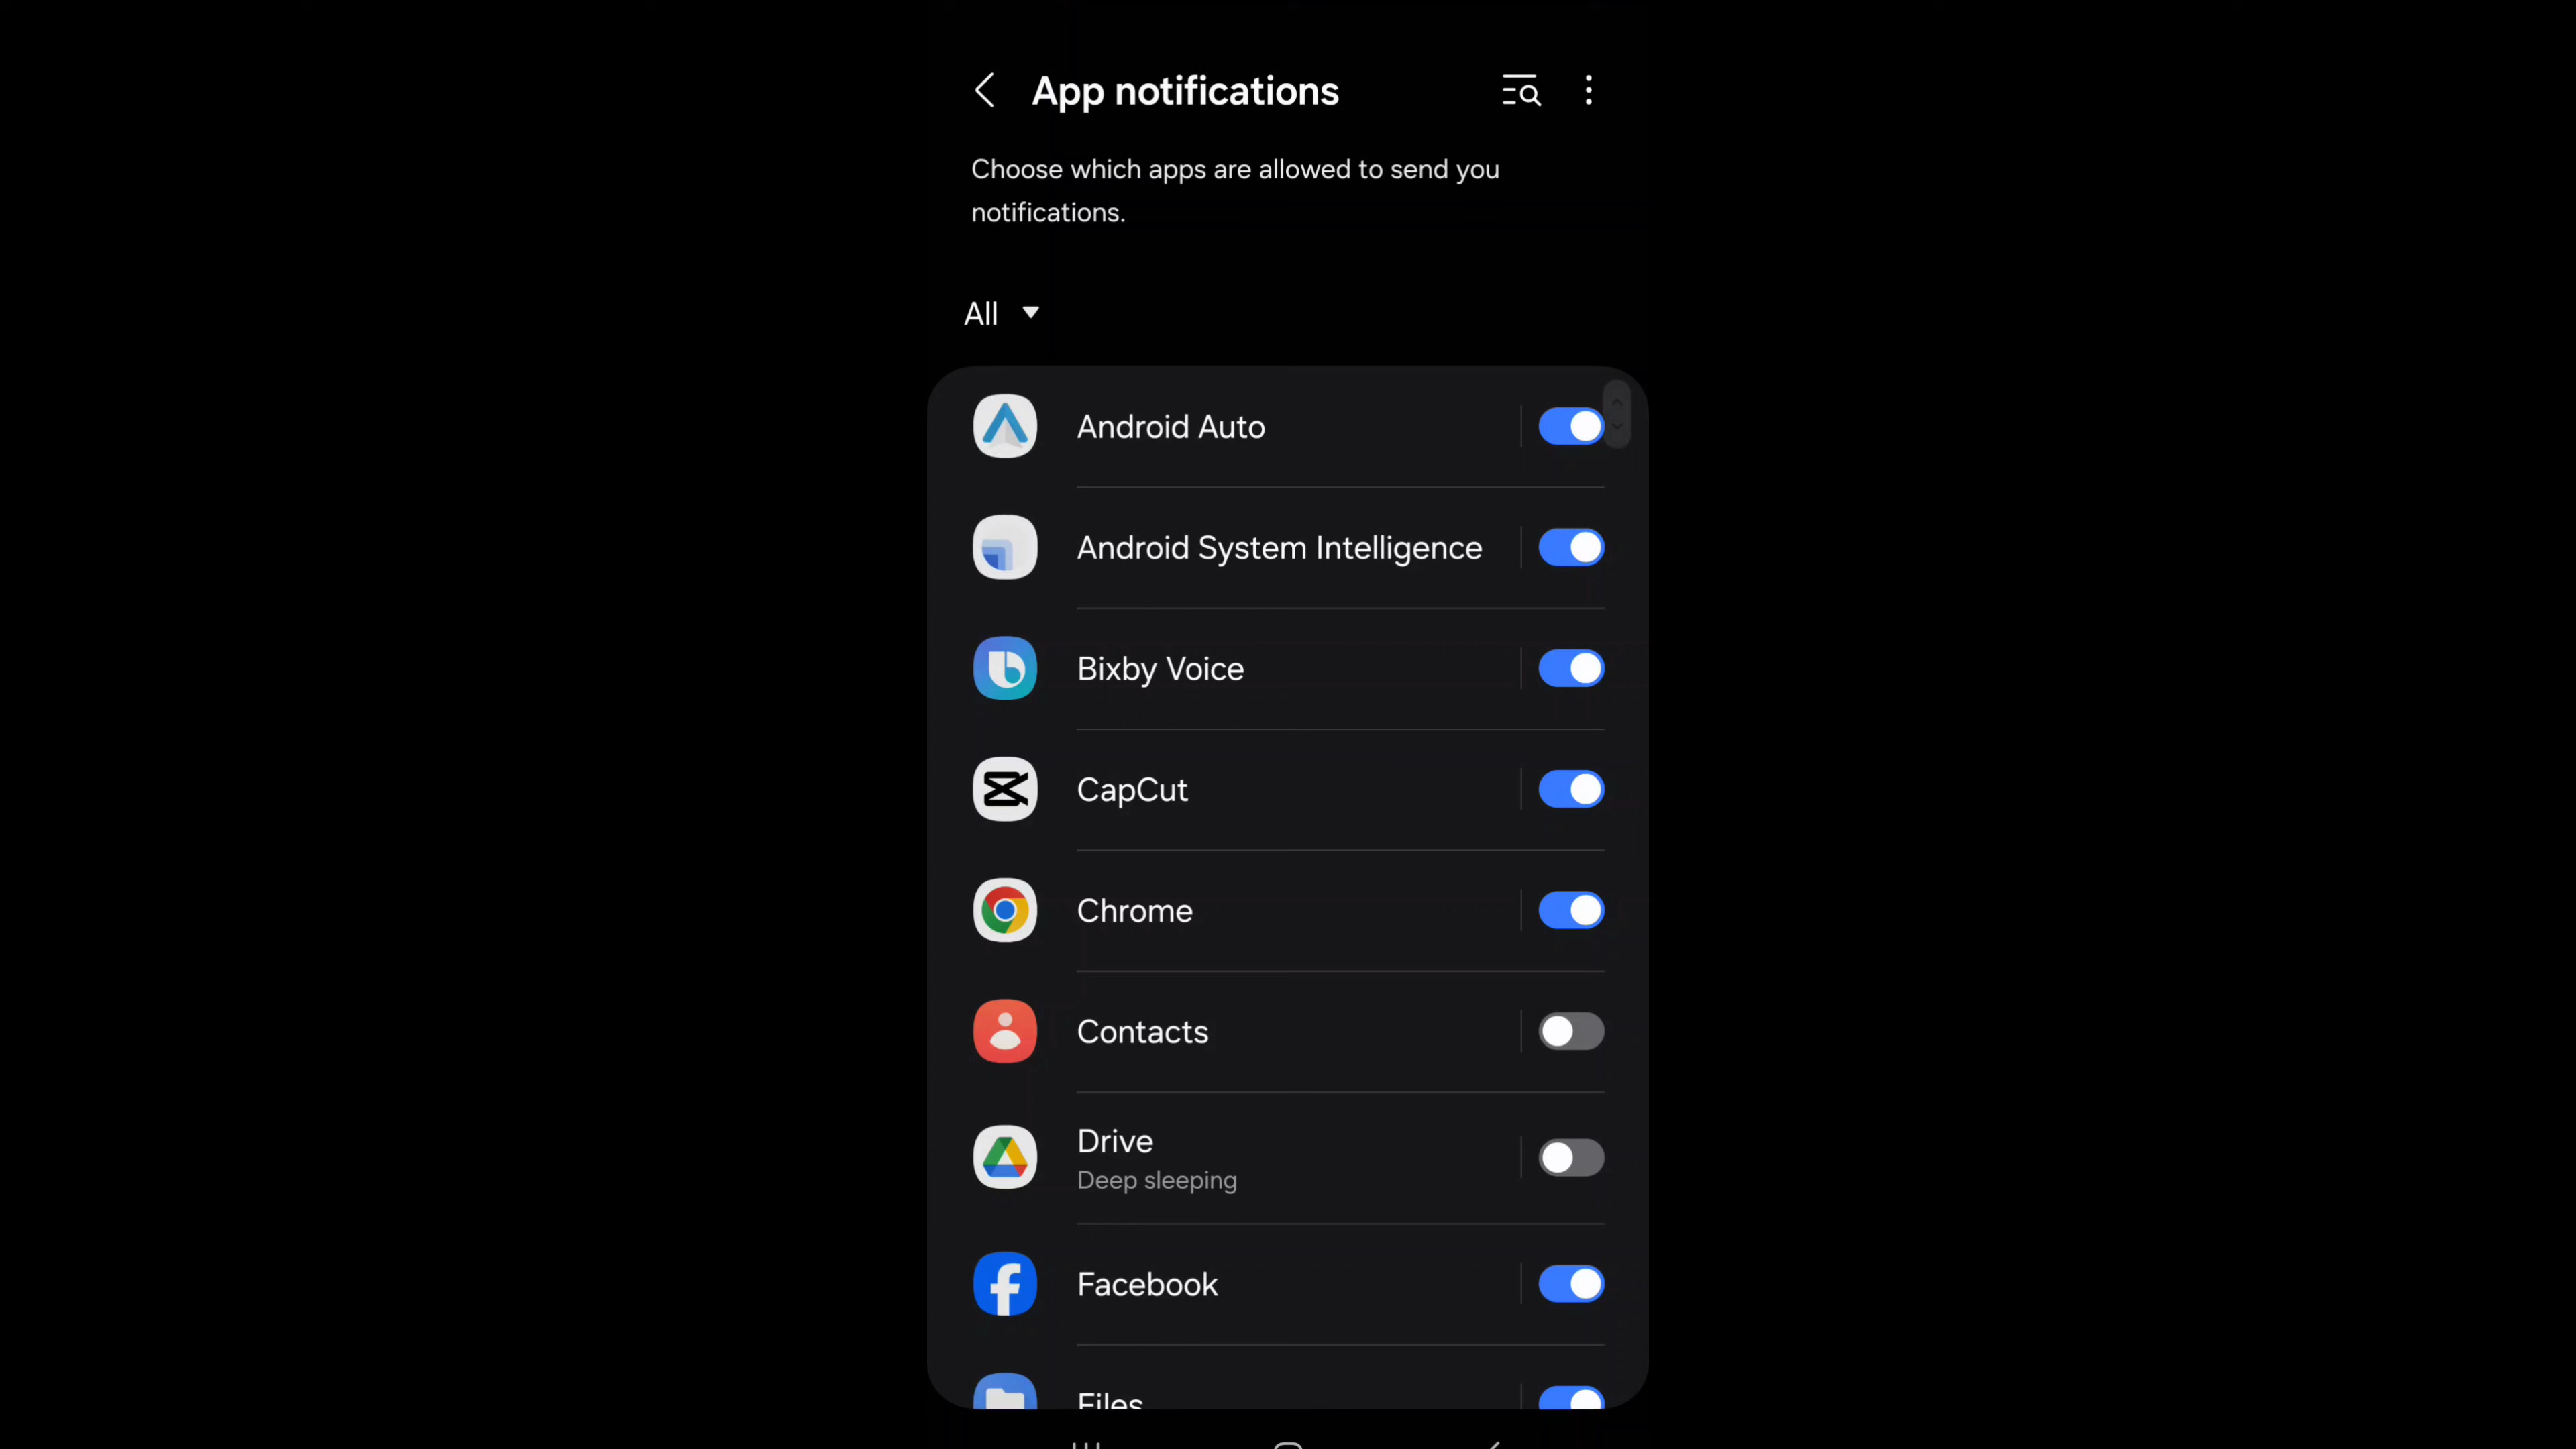 App notifications
Choose which apps are allowed to send you
notifications.
All
Android Auto
Android System Intelligence
Bixby Voice
CapCut
Chrome
Contacts
Drive
Deep sleeping
Facebook
Files